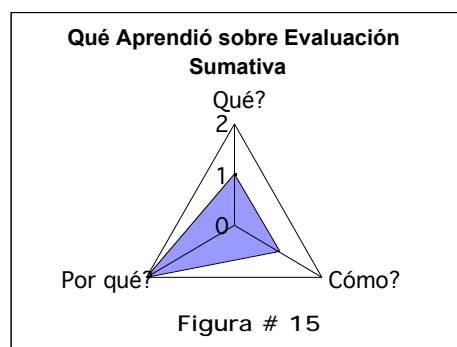 Qué Aprendió sobre Evaluación
Sumativa
Qué?
2
1
0
Por qué?
Cómo?
Figura # 15